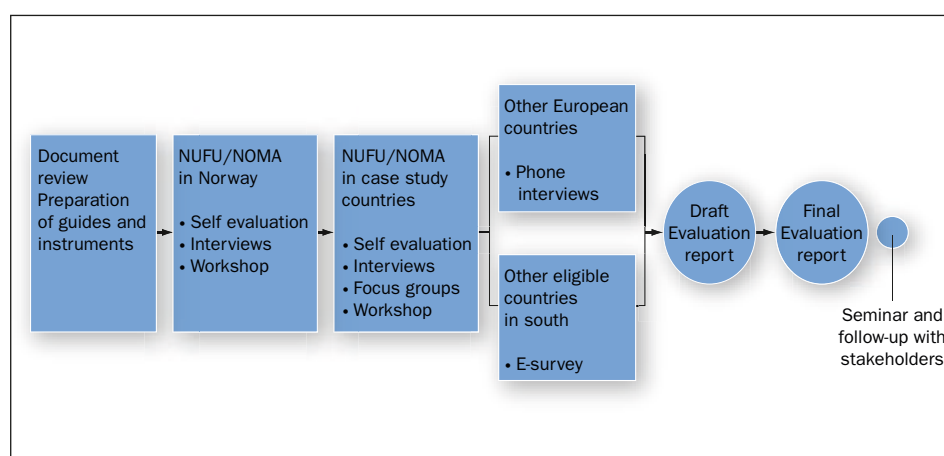 Document
review
Preparation
of guides and
instruments
NUFU/NOMA
in Norway
• Self evaluation
• Interviews
• Workshop
NUFU/NOMA
in case study
countries
• Self evaluation
• Interviews
• Focus groups
• Workshop
Other European
countries
• Phone
interviews
Other eligible
countries
in south
• E-survey
Draft
Evaluation
report
Final
Evaluation
report
Seminar and
follow-up with
stakeholders